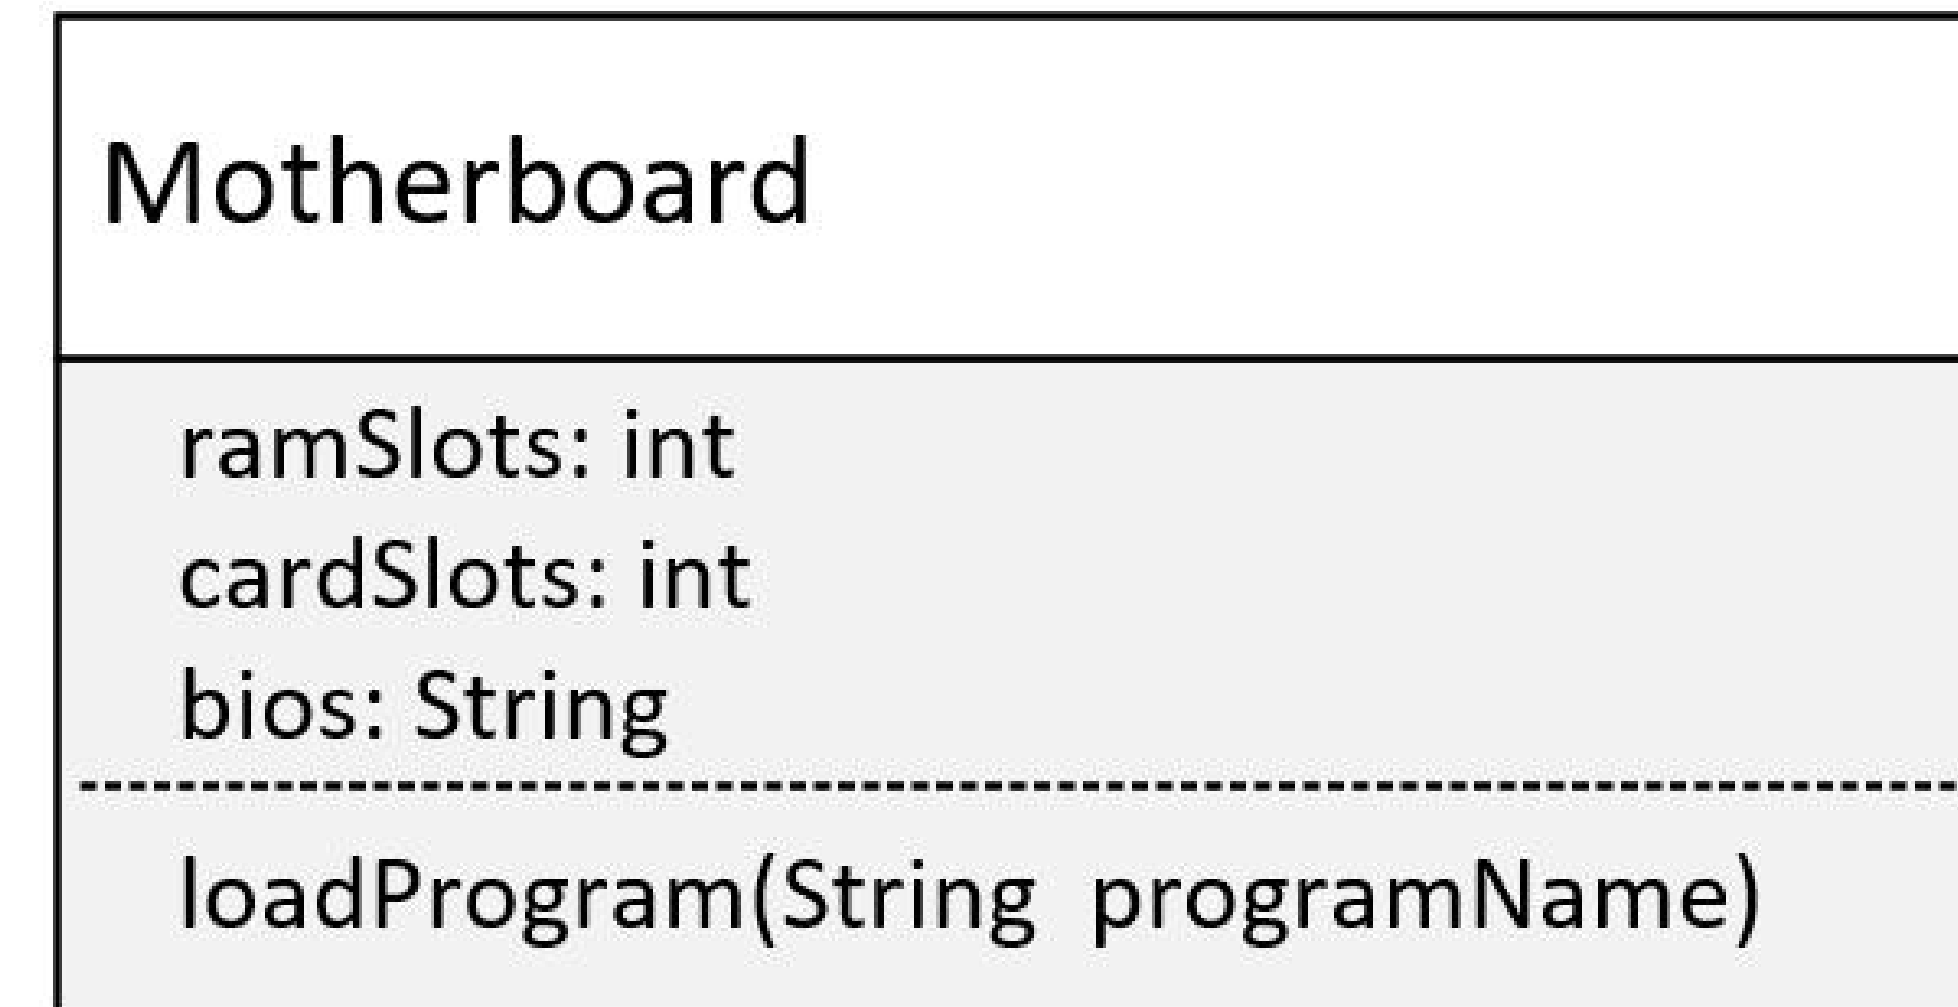 Motherboard
ramSlots: int
cardSlots: int
bios: String
loadProgram(String programName)